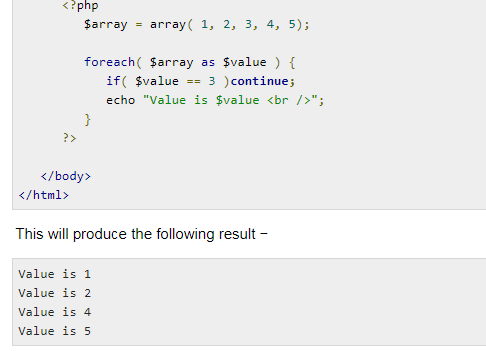 <?php
$array = array( 1, 2, 3, 4, 5);
foreach( $array as $value ) {
if( $value == 3 )continue;
echo "Value is $value <br />";
}
?>
</body>
</html>
This will produce the following result −
Value is 1
Value is 2
Value is 4
Value is 5